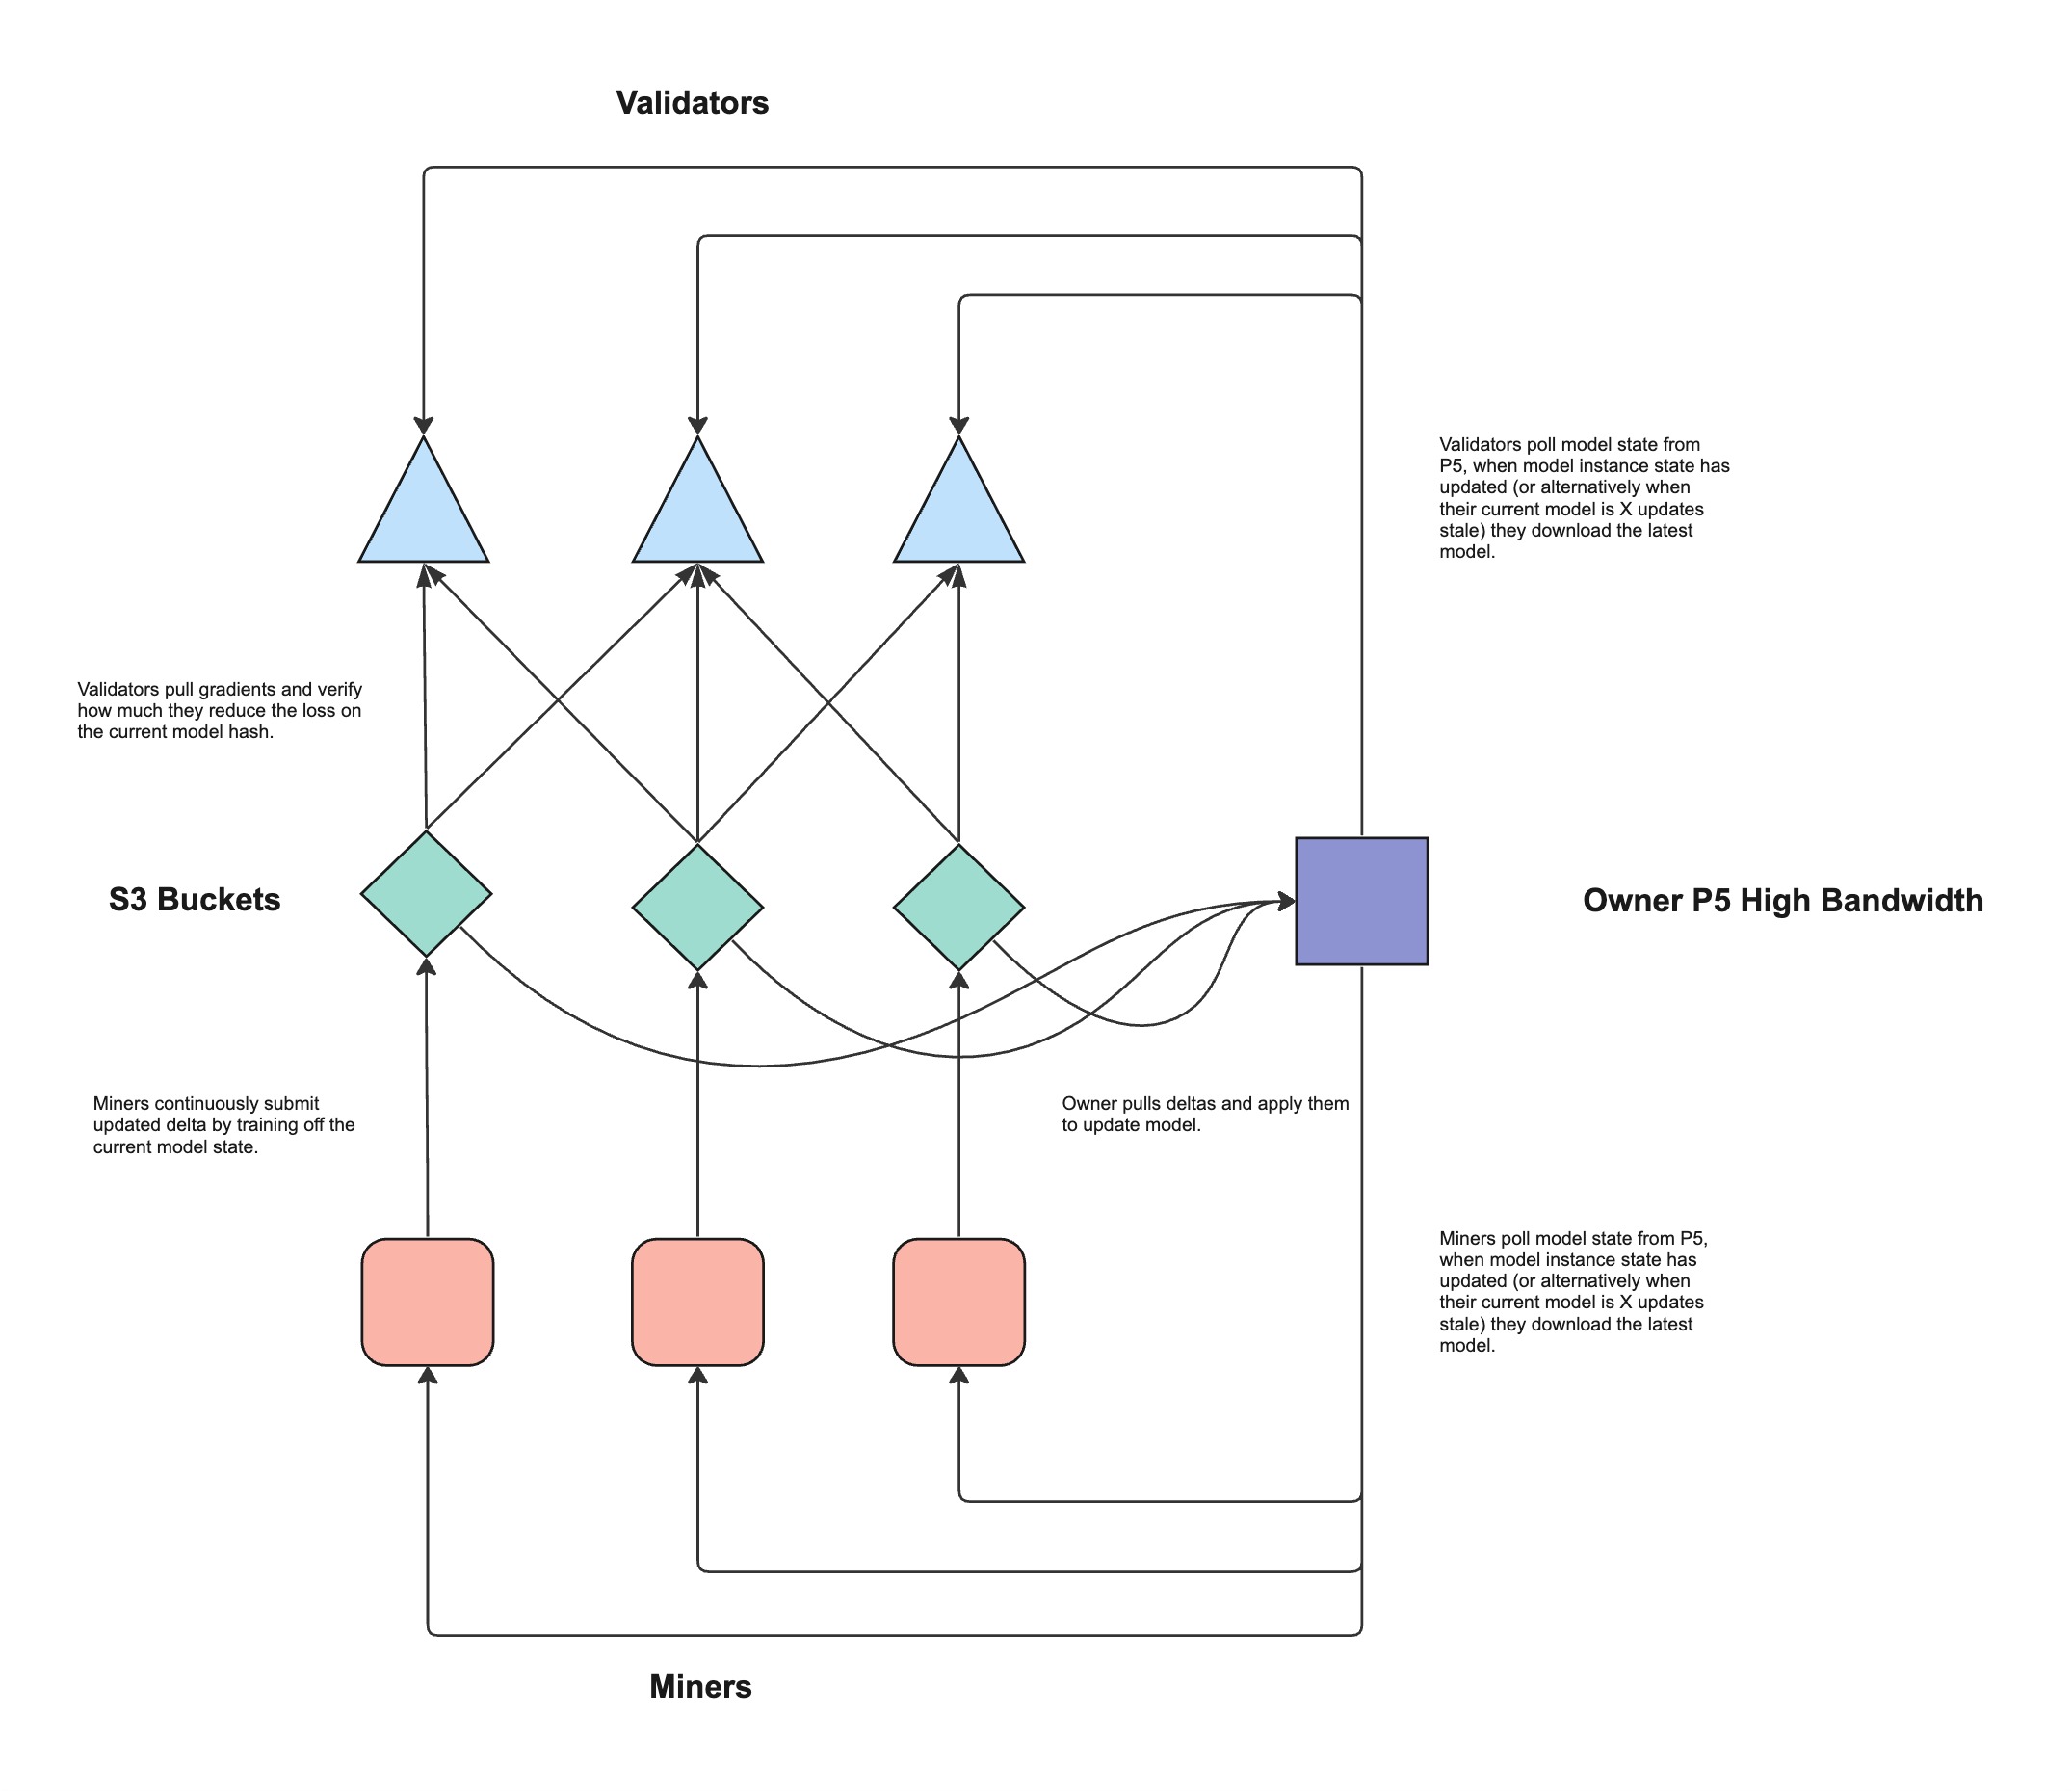 Validators
Validators poll model state from
P5, when model instance state has
updated (or alternatively when
their current model is X updates
stale) they download the latest
model.
Validators pull gradients and verify
how much they reduce the loss on
the current model hash.
S3 Buckets
Owner P5 High Bandwidth
Miners continuously submit
updated delta by training off the
current model state.
Owner pulls deltas and apply them
to update model.
Miners poll model state from P5,
when model instance state has
updated (or alternatively when
their current model is X updates
stale) they download the latest
model.
Miners